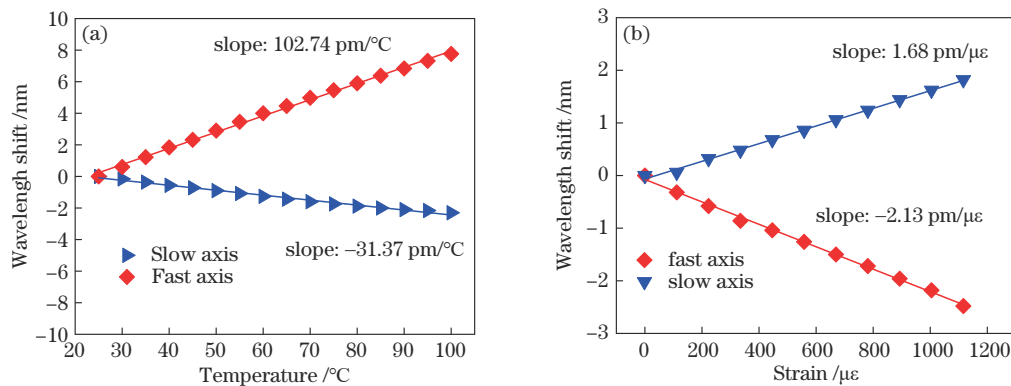 (a)
slope: 102.74 pm/°C
slope: –31.37 pm/°C
Slow axis
Fast axis
Wavelengh shift /nm
10
8
6
4
2
0
–2
–4
–6
–8
–10
20 30 40 50 60 70 80 90 100
Temperature /°C
(b)
slope: 1.68 pm/με
slope: –2.13 pm/με
fast axis
slow axis
Wavelength shift /nm
3
2
1
0
–1
–2
–3
0 200 400 600 800 1000 1200
Strain /με